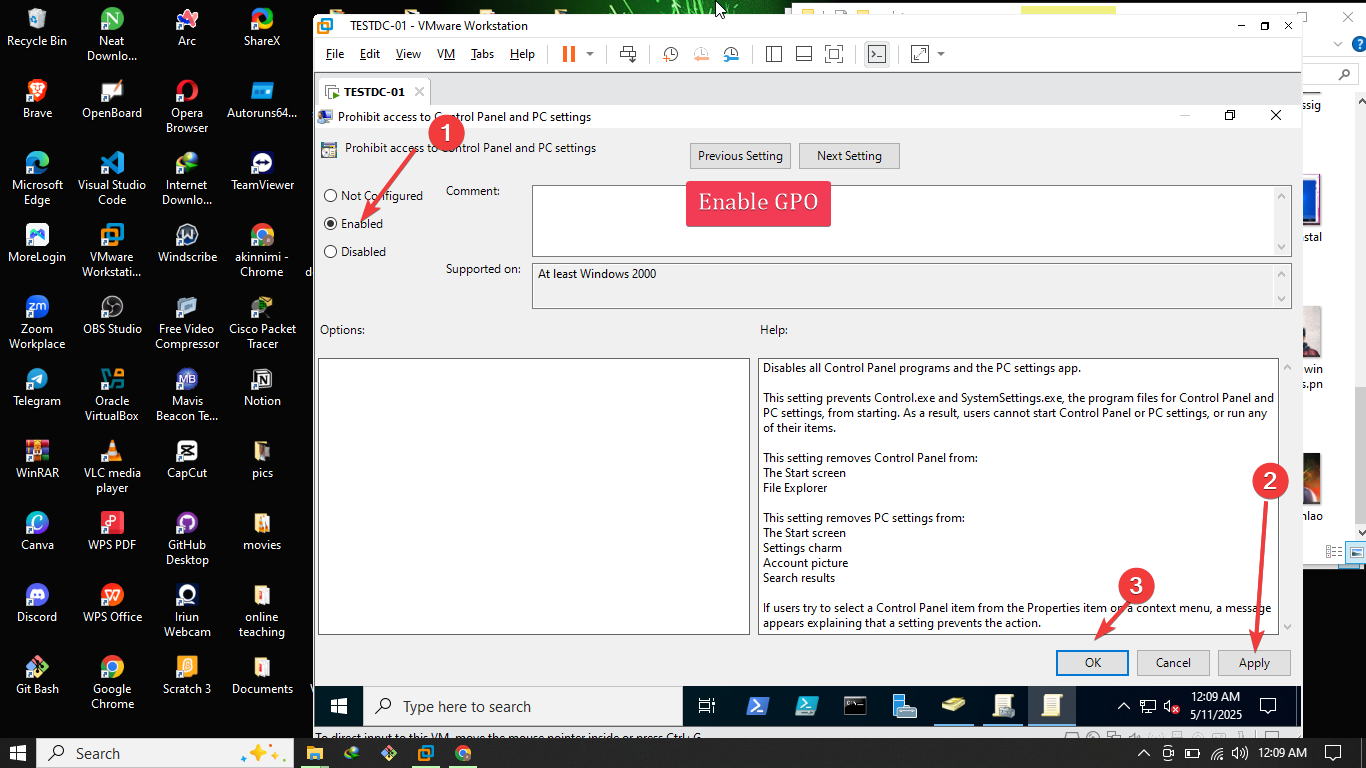 Recycle Bin
Neat Downlo...
Arc
ShareX
Brave
OpenBoard
Opera Browser
Autoruns64...
Microsoft Edge
Visual Studio Code
Internet Downlo...
TeamViewer
MoreLogin
VMware Workstati...
Windscribe
akinnimi - Chrome
Zoom Workplace
OBS Studio
Free Video Compressor
Cisco Packet Tracer
Telegram
Oracle VirtualBox
Mavis Beacon Te...
Notion
WinRAR
VLC media player
CapCut
pics
Canva
WPS PDF
GitHub Desktop
movies
Discord
WPS Office
Iriun Webcam
online teaching
Git Bash
Google Chrome
Scratch 3
Documents
TESTDC-01 - VMware Workstation
File Edit View VM Tabs Help
TESTDC-01
Prohibit access to Control Panel and PC settings
1
Prohibit access to Control Panel and PC settings
Previous Setting
Next Setting
Not Configured
Comment:
Enable GPO
Enabled
Disabled
Supported on:
At least Windows 2000
Options:
Help:
Disables all Control Panel programs and the PC settings app.
This setting prevents Control.exe and SystemSettings.exe, the program files for Control Panel and
PC settings, from starting. As a result, users cannot start Control Panel or PC settings, or run any
of their items.
This setting removes Control Panel from:
The Start screen
File Explorer
2
This setting removes PC settings from:
The Start screen
Settings charm
Account picture
Search results
3
If users try to select a Control Panel item from the Properties item on a context menu, a message
appears explaining that a setting prevents the action.
OK
Cancel
Apply
Type here to search
12:09 AM
5/11/2025
To direct input to this VM, move the mouse pointer inside or press Ctrl+G.
Search
12:09 AM